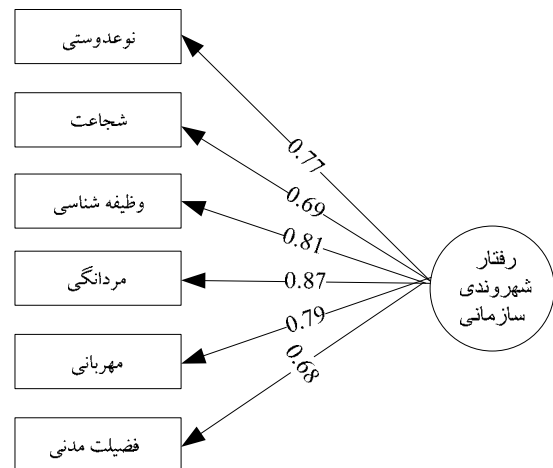 نوعدوستی
شجاعت
وظیفه شناسی
مردانگی
مهربانی
فضیلت مدنی
0.77
0.69
0.81
0.87
0.79
0.68
رفتار
شهروندی
سازمانی